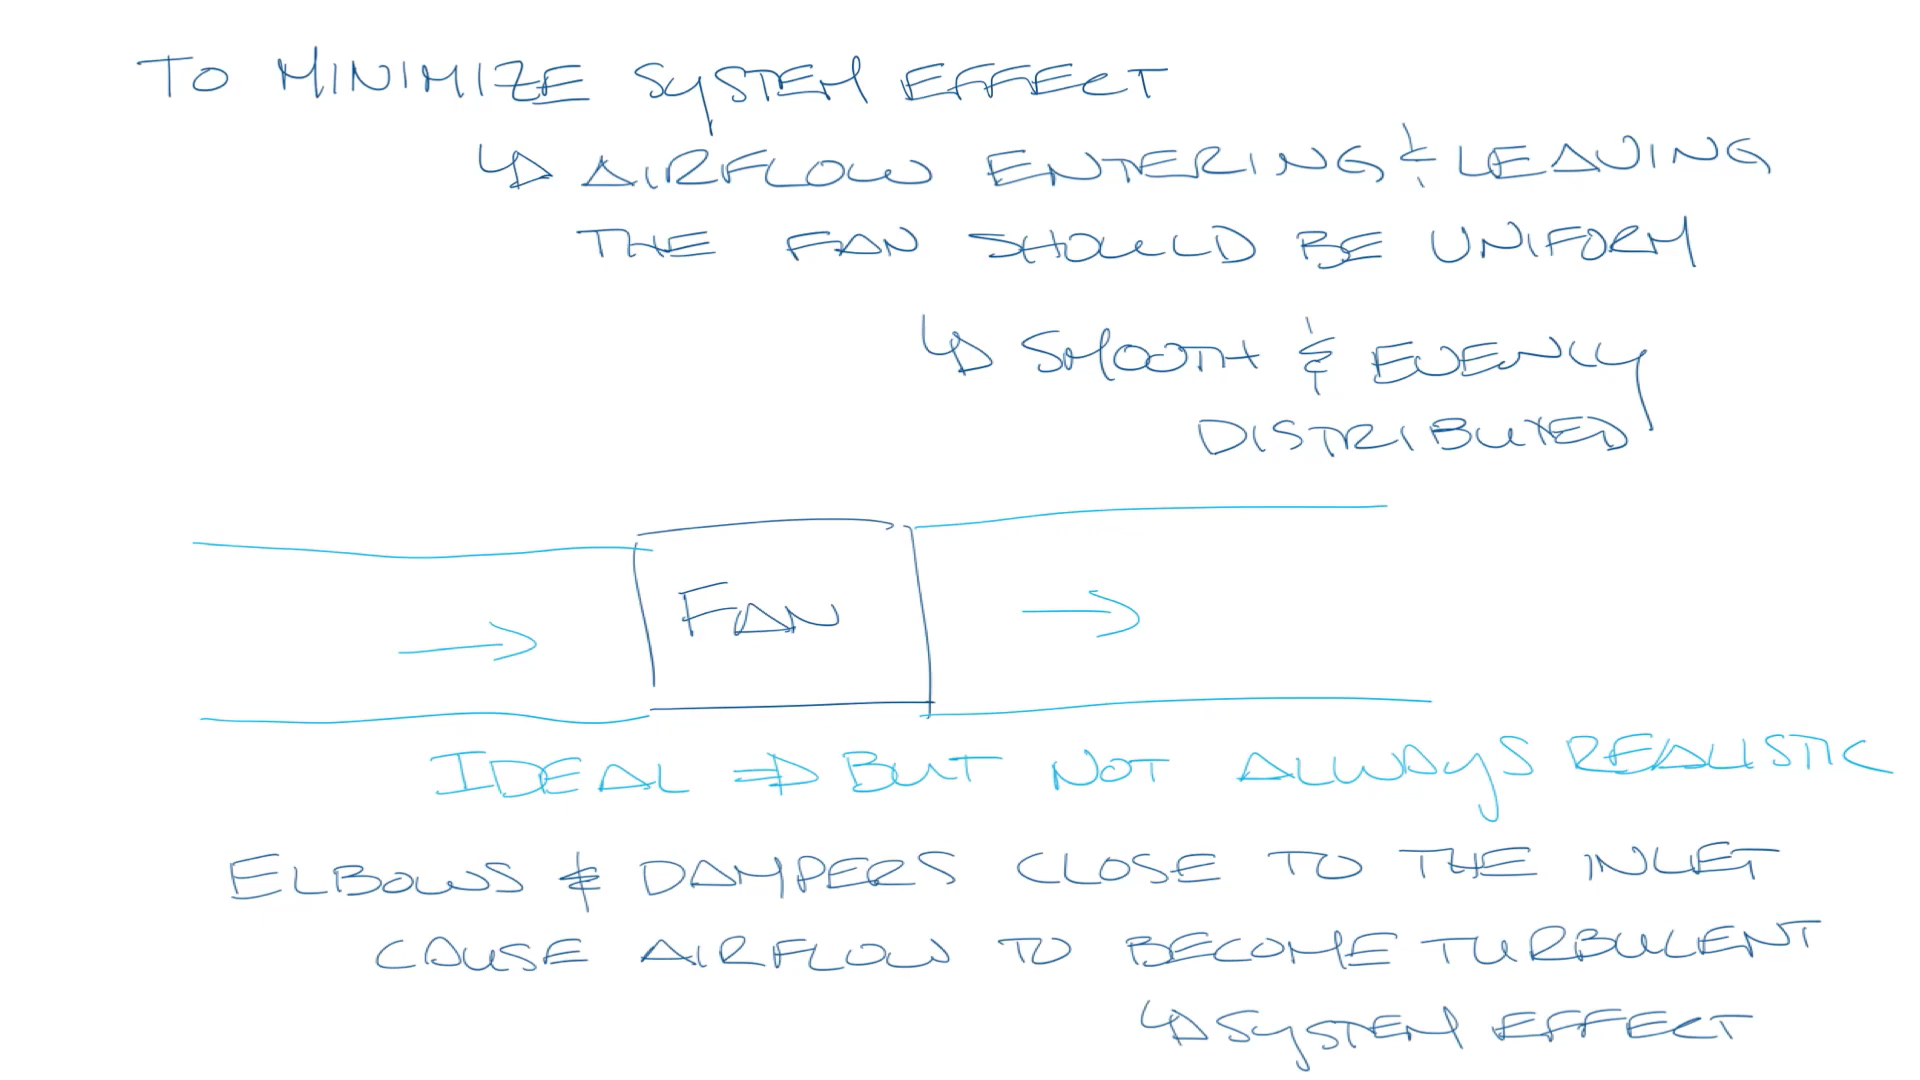 TO MINIMIZE SYSTEM EFFECT
↳ AIRFLOW ENTERING & LEAVING
THE FAN SHOULD BE UNIFORM
↳ SMOOTH & EVENLY
DISTRIBUTED
FAN
IDEAL ⇒ BUT NOT ALWAYS REALISTIC
ELBOWS & DAMPERS CLOSE TO THE INLET
CAUSE AIRFLOW TO BECOME TURBULENT
↳ SYSTEM EFFECT